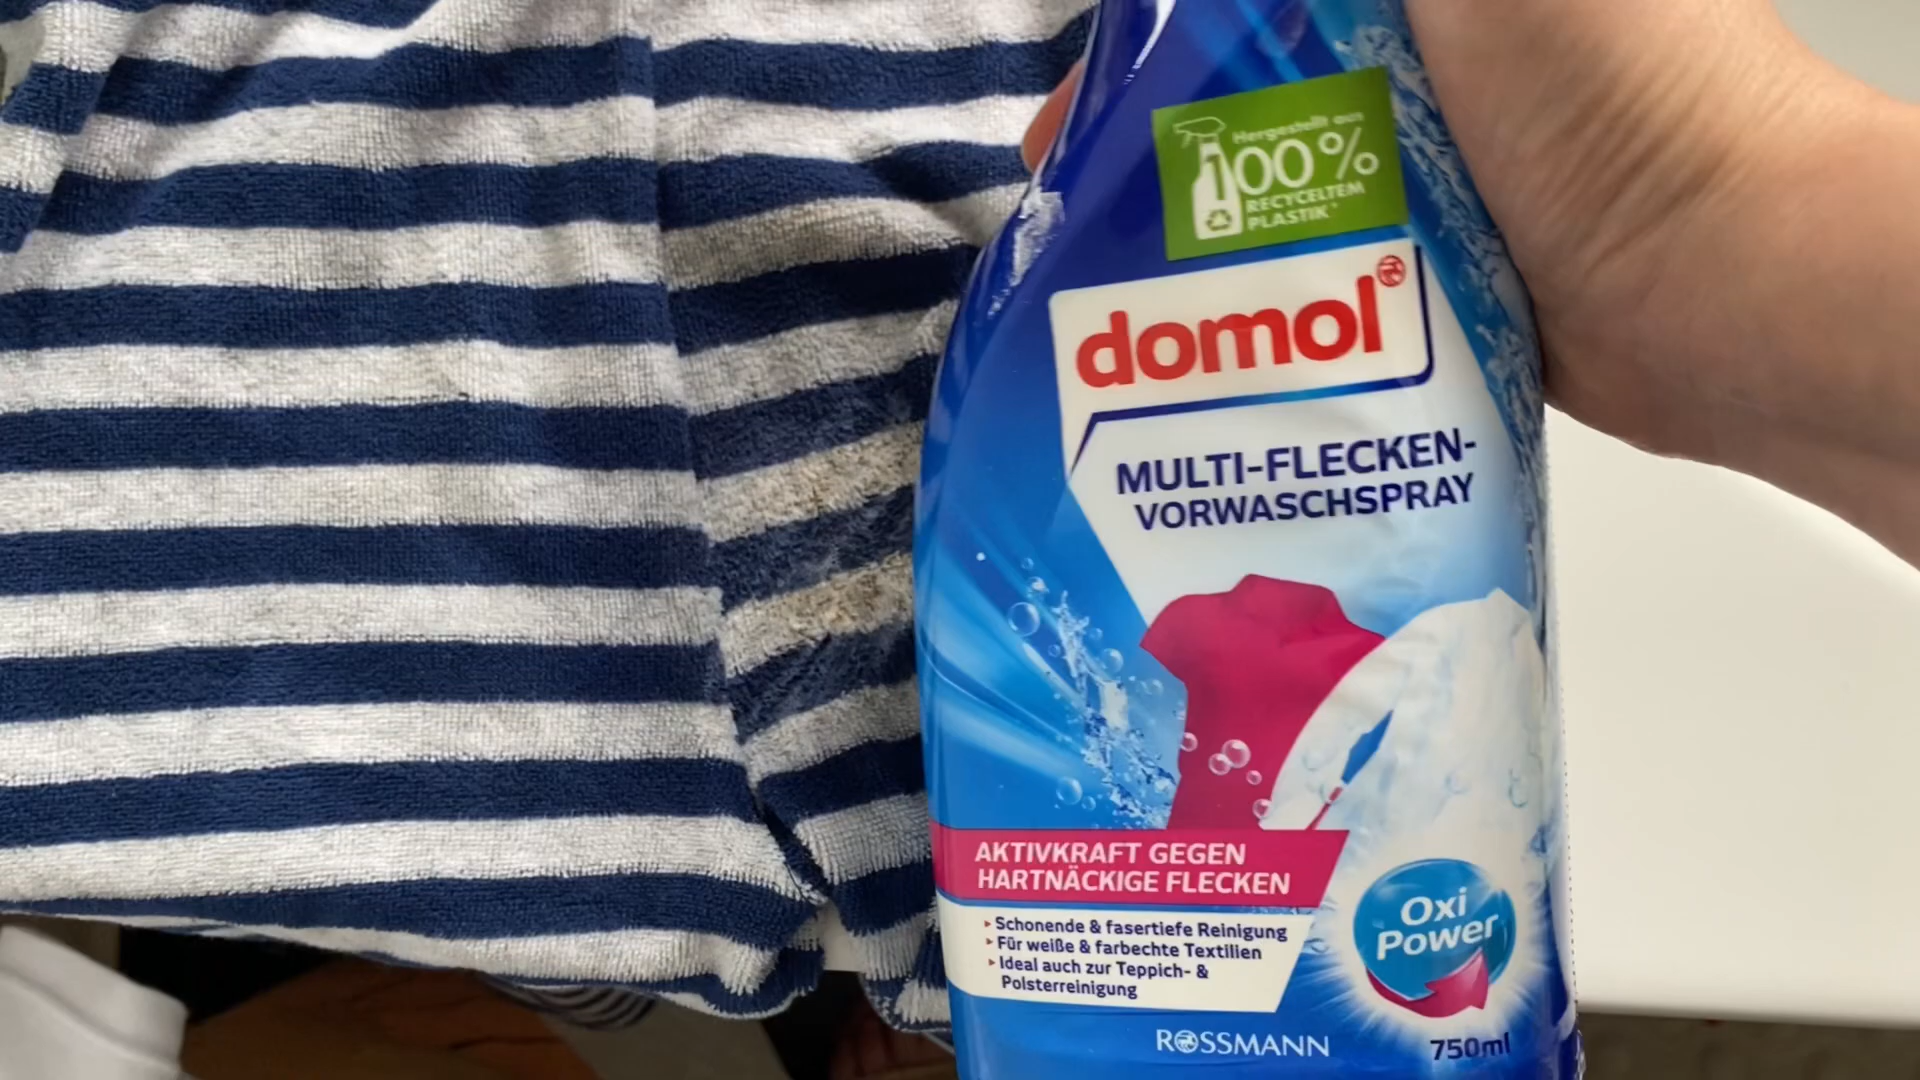 Hergestellt aus
100%
RECYCELTEM
PLASTIK*
domol
MULTI-FLECKEN-
VORWASCHSPRAY
AKTIVKRAFT GEGEN
HARTNÄCKIGE FLECKEN
Schonende & fasertiefe Reinigung
Für weiße & farbechte Textilien
Ideal auch zur Teppich- &
Polsterreinigung
Oxi
Power
ROSSMANN
750ml